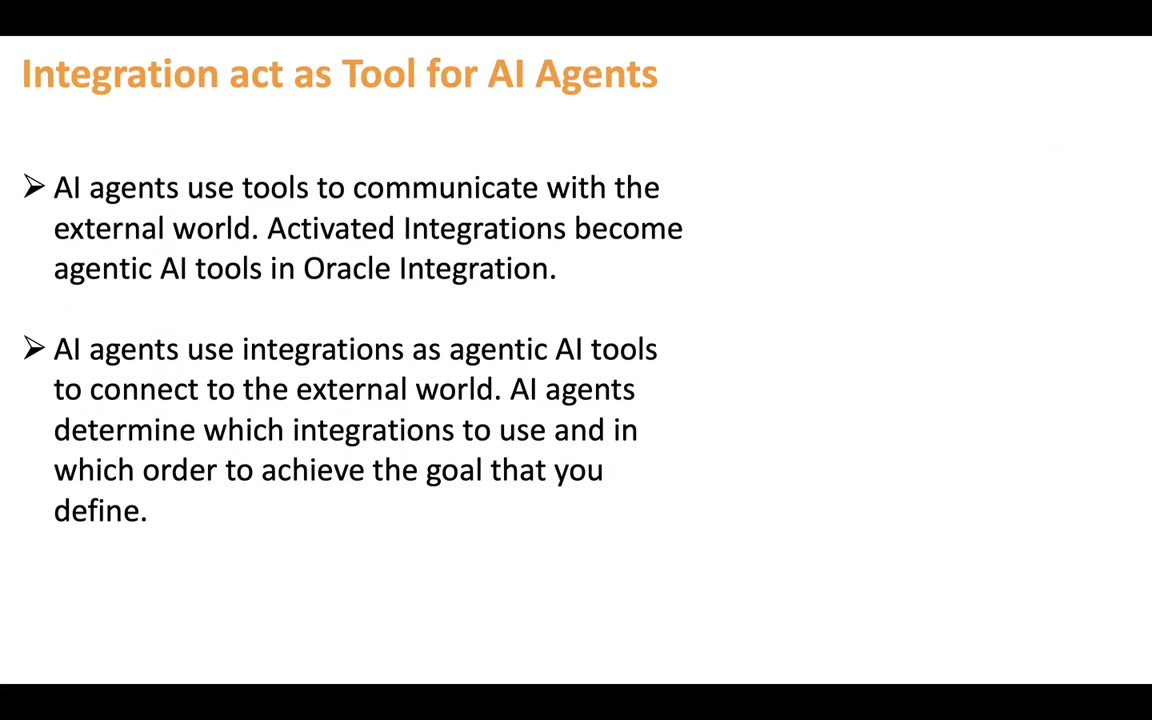 Integration act as Tool for AI Agents
➢ AI agents use tools to communicate with the
external world. Activated Integrations become
agentic AI tools in Oracle Integration.
➢ AI agents use integrations as agentic AI tools
to connect to the external world. AI agents
determine which integrations to use and in
which order to achieve the goal that you
define.